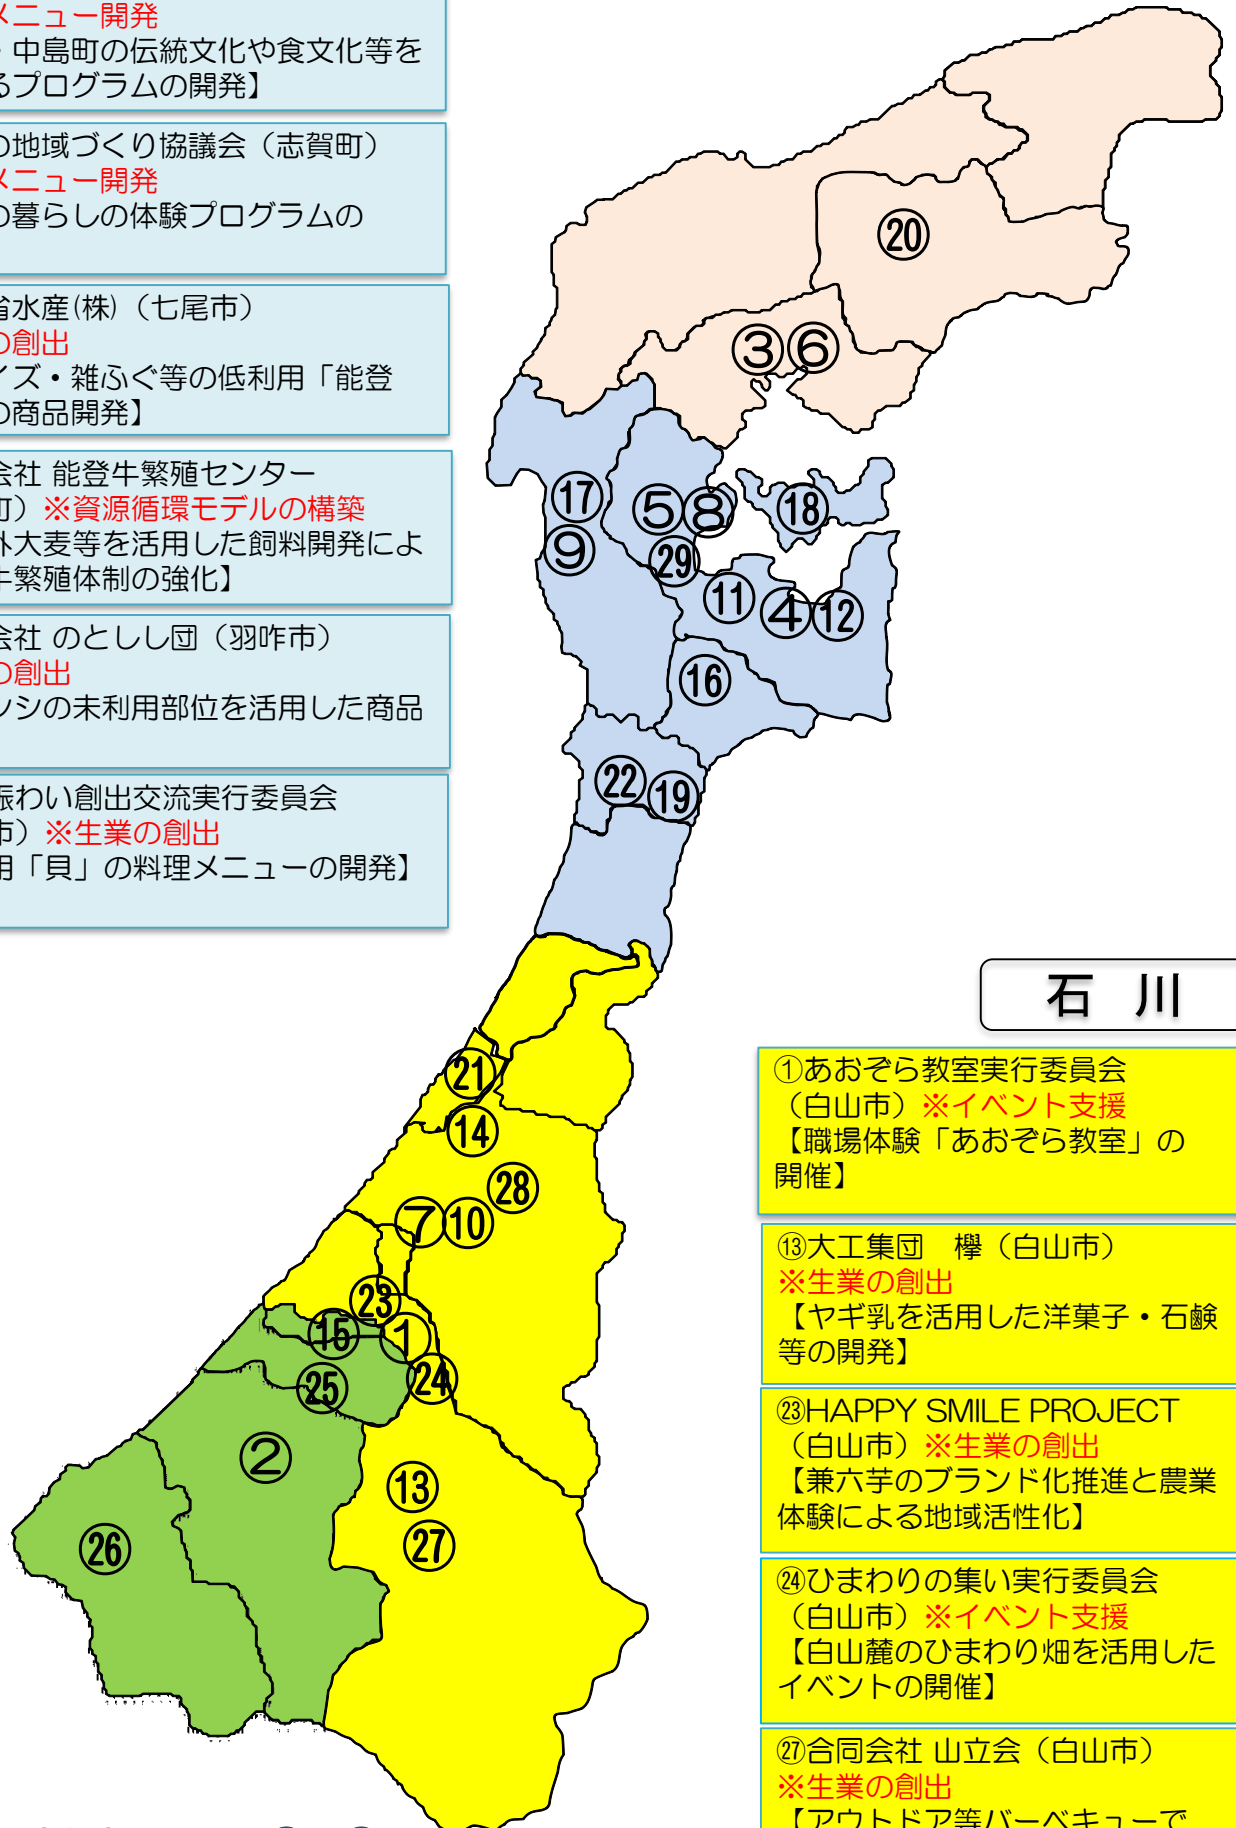 メニュー開発
・中島町の伝統文化や食文化等を
るプログラムの開発】
の地域づくり協議会（志賀町）
メニュー開発
の暮らしの体験プログラムの
省水産(株)（七尾市）
の創出
イズ・雑ふぐ等の低利用「能登
の商品開発】
会社 能登牛繁殖センター
町）※資源循環モデルの構築
外大麦等を活用した飼料開発によ
牛繁殖体制の強化】
会社 のとしし団（羽咋市）
の創出
シシの未利用部位を活用した商品
賑わい創出交流実行委員会
市）※生業の創出
用「貝」の料理メニューの開発】
⑳
③⑥
⑰
⑤⑧
⑱
⑨
㉙
⑪
④⑫
⑯
㉒
⑲
㉑
⑭
㉘
⑦⑩
㉓
⑮
①
㉔
㉕
②
⑬
㉖
㉗
石 川
①あおぞら教室実行委員会
（白山市）※イベント支援
【職場体験「あおぞら教室」の
開催】
⑬大工集団　欅（白山市）
※生業の創出
【ヤギ乳を活用した洋菓子・石鹸
等の開発】
㉓HAPPY SMILE PROJECT
（白山市）※生業の創出
【兼六芋のブランド化推進と農業
体験による地域活性化】
㉔ひまわりの集い実行委員会
（白山市）※イベント支援
【白山麓のひまわり畑を活用した
イベントの開催】
㉗合同会社 山立会（白山市）
※生業の創出
【アウトドア等バーベキューで